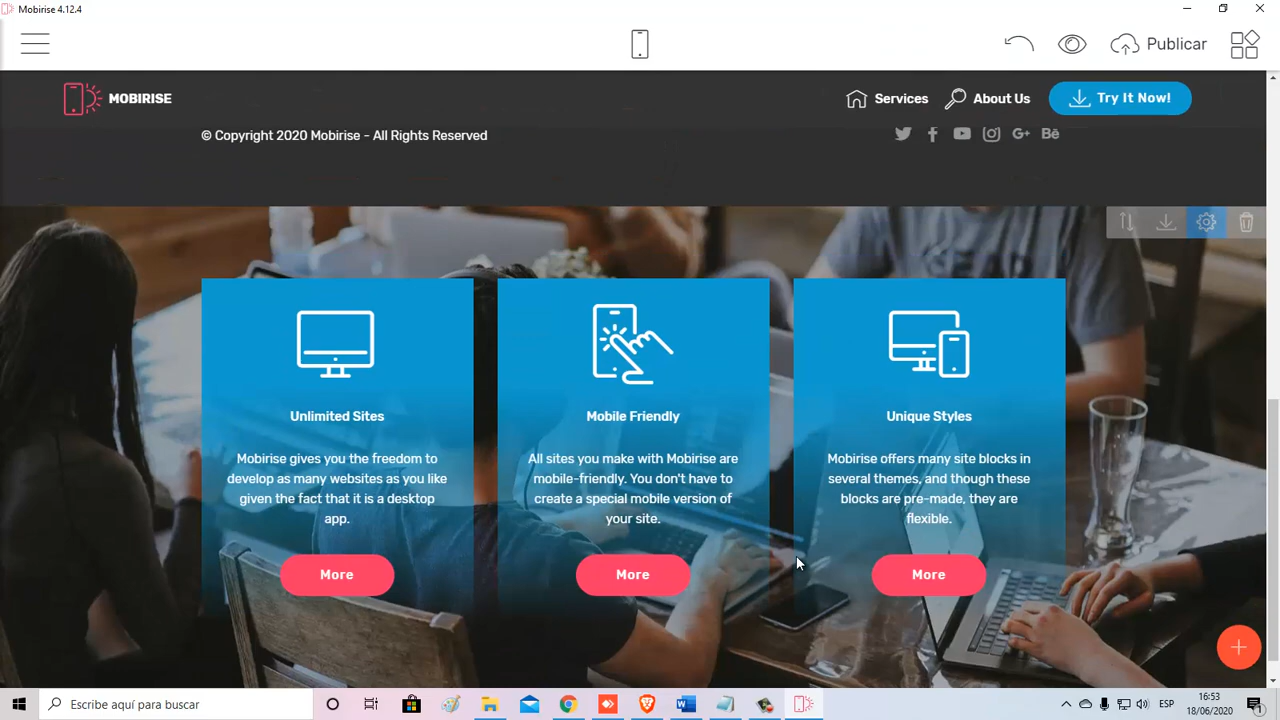 Mobirise 4.12.4
Publicar
MOBIRISE
Services
About Us
Try It Now!
© Copyright 2020 Mobirise - All Rights Reserved
Unlimited Sites
Mobirise gives you the freedom to
develop as many websites as you like
given the fact that it is a desktop
app.
More
Mobile Friendly
All sites you make with Mobirise are
mobile-friendly. You don't have to
create a special mobile version of
your site.
More
Unique Styles
Mobirise offers many site blocks in
several themes, and though these
blocks are pre-made, they are
flexible.
More
Escribe aquí para buscar
ESP
16:53
18/06/2020